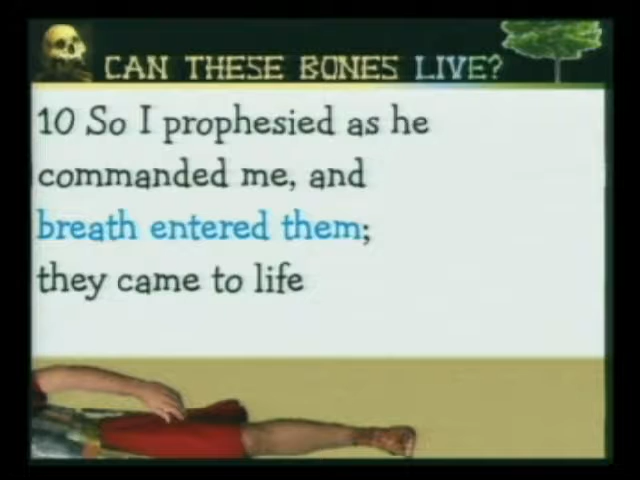 CAN THESE BONES LIVE?
10 So I prophesied as he
commanded me, and
breath entered them;
they came to life